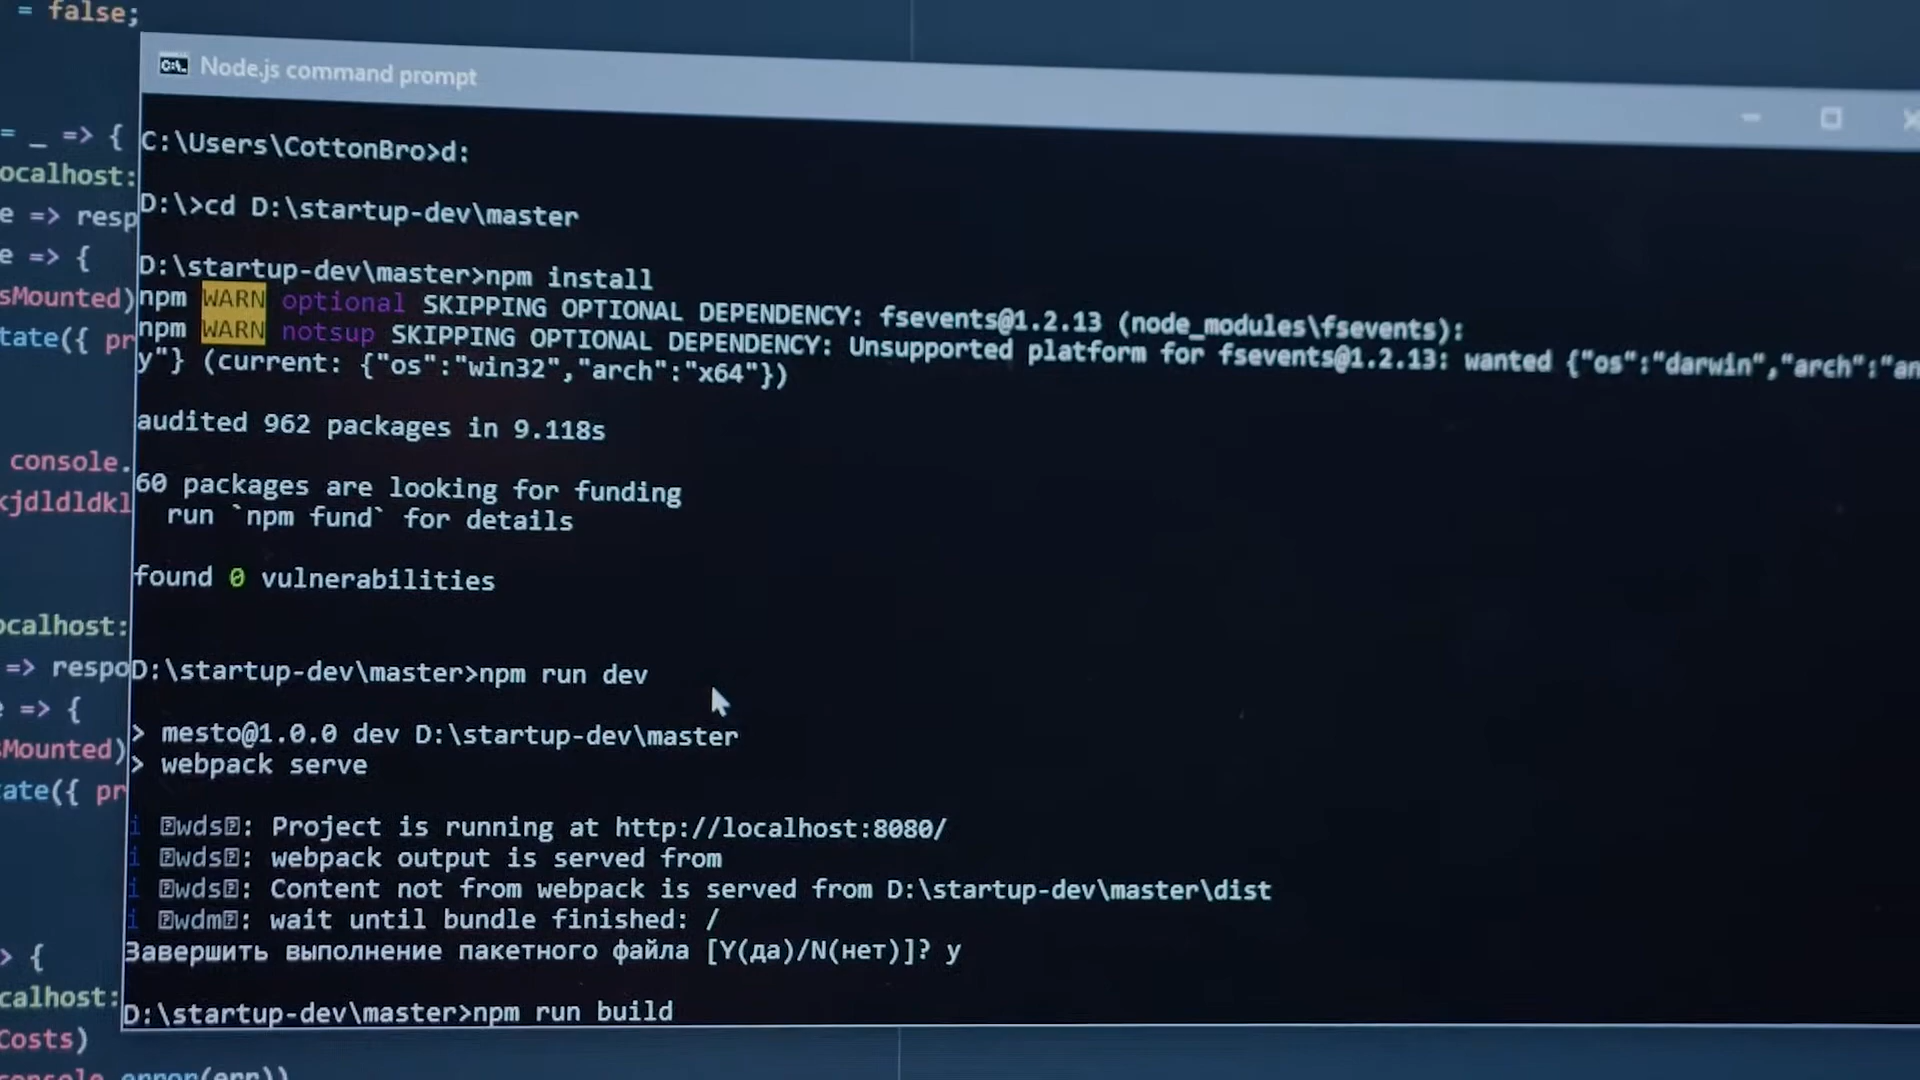 = false;
Node.js command prompt
= _ => {
ocalhost:
e => resp
e => {
sMounted)
tate({ pr
console.
kjdldldkl
ocalhost:
=> respo
e => {
sMounted)
ate({ pr
> {
calhost:
Costs)
console.error(err))
C:\Users\CottonBro>d:
D:\>cd D:\startup-dev\master
D:\startup-dev\master>npm install
npm WARN optional SKIPPING OPTIONAL DEPENDENCY: fsevents@1.2.13 (node_modules\fsevents):
npm WARN notsup SKIPPING OPTIONAL DEPENDENCY: Unsupported platform for fsevents@1.2.13: wanted {"os":"darwin","arch":"an
y"} (current: {"os":"win32","arch":"x64"})
audited 962 packages in 9.118s
60 packages are looking for funding
run `npm fund` for details
found 0 vulnerabilities
D:\startup-dev\master>npm run dev
> mesto@1.0.0 dev D:\startup-dev\master
> webpack serve
i wds: Project is running at http://localhost:8080/
i wds: webpack output is served from
i wds: Content not from webpack is served from D:\startup-dev\master\dist
i wdm: wait until bundle finished: /
Завершить выполнение пакетного файла [Y(да)/N(нет)]? y
D:\startup-dev\master>npm run build